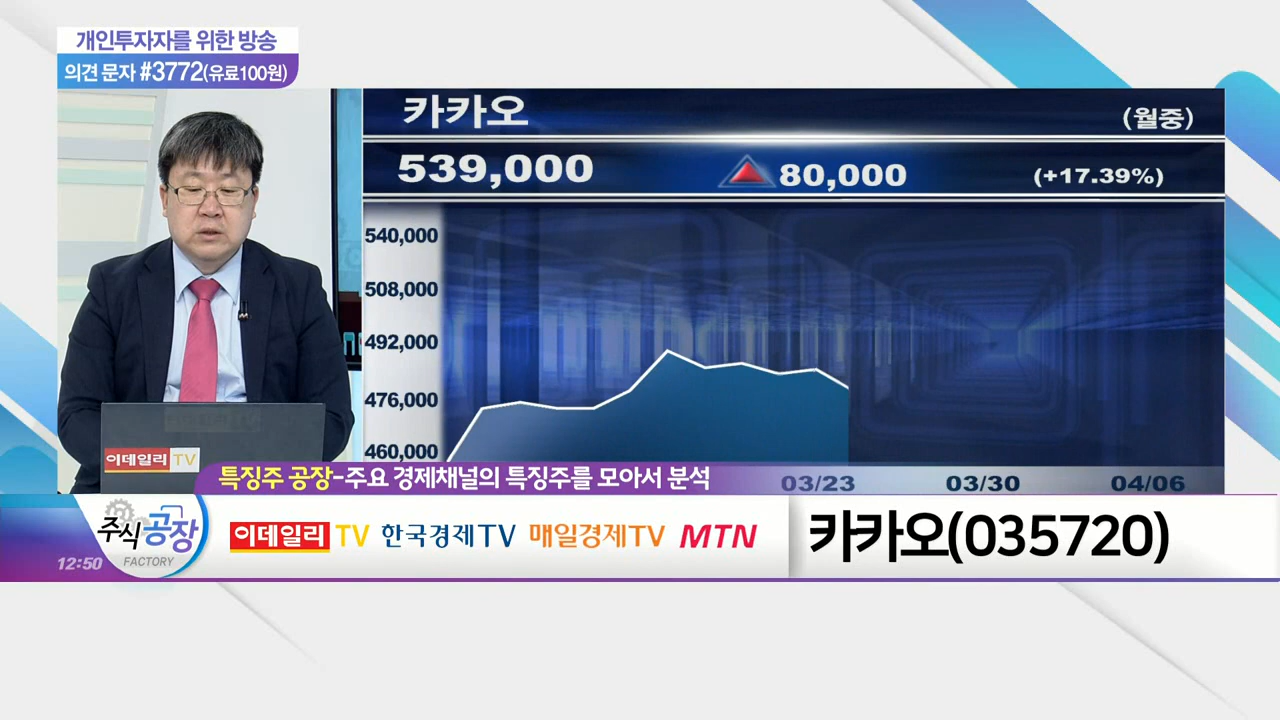 개인투자자를 위한 방송
의견 문자 #3772(유료100원)
카카오
(월중)
539,000
80,000
(+17.39%)
540,000
508,000
492,000
476,000
460,000
03/23
03/30
04/06
이데일리 TV
특징주 공장-주요 경제채널의 특징주를 모아서 분석
주식공장
FACTORY
12:50
이데일리 TV 한국경제TV 매일경제TV MTN
카카오(035720)